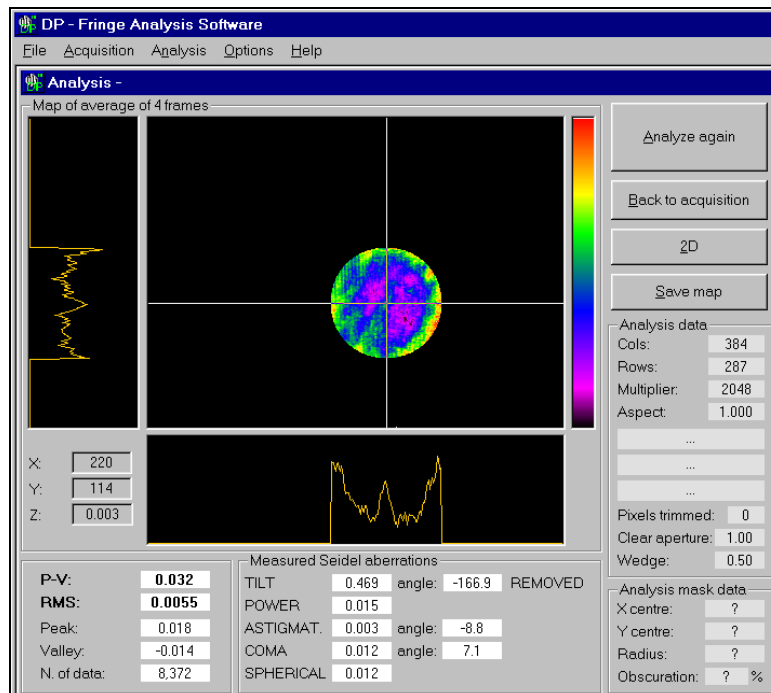 DP - Fringe Analysis Software
File Acquisition Analysis Options Help
Analysis -
Map of average of 4 frames
Analyze again
Back to acquisition
2D
Save map
Analysis data
Cols: 384
Rows: 287
Multiplier: 2048
Aspect: 1.000
...
...
...
Pixels trimmed: 0
Clear aperture: 1.00
Wedge: 0.50
X: 220
Y: 114
Z: 0.003
P-V: 0.032
RMS: 0.0055
Peak: 0.018
Valley: -0.014
N. of data: 8,372
Measured Seidel aberrations
TILT 0.469 angle: -166.9 REMOVED
POWER 0.015
ASTIGMAT. 0.003 angle: -8.8
COMA 0.012 angle: 7.1
SPHERICAL 0.012
Analysis mask data
X centre: ?
Y centre: ?
Radius: ?
Obscuration: ? %